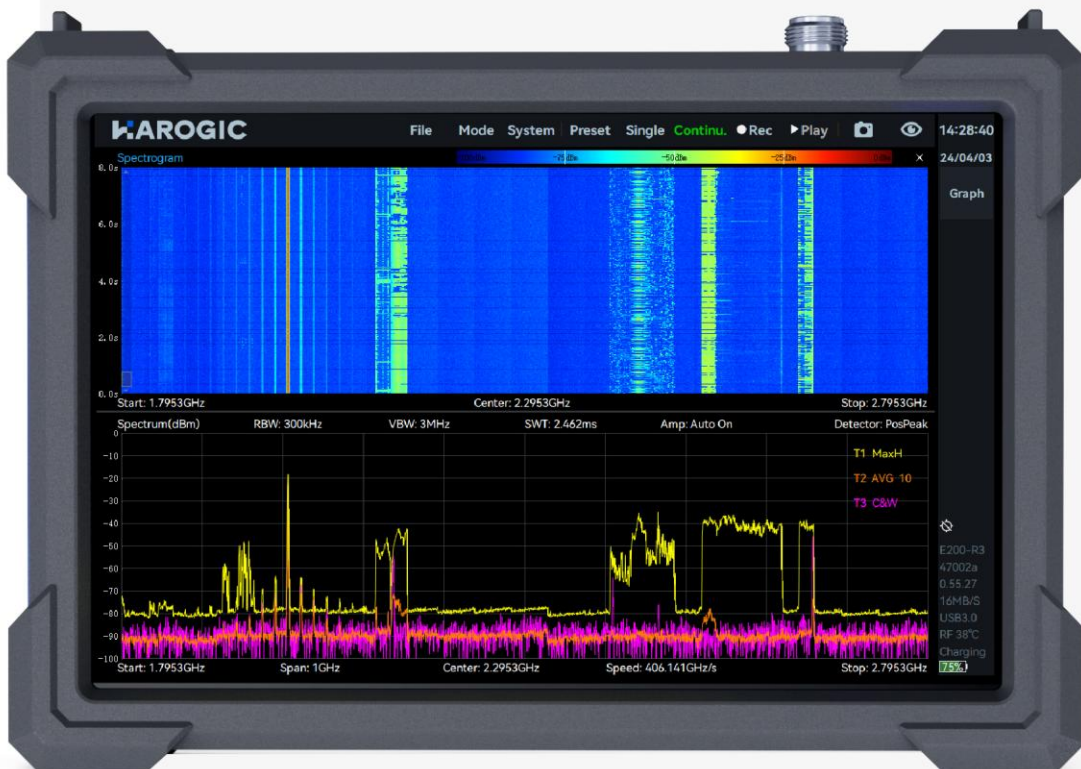 HAROGIC
File Mode System Preset Single Continu. Rec Play 14:28:40
Spectrogram -75dBm -50dBm -25dBm 24/04/03
Graph
8.0s
6.0s
4.0s
2.0s
0.0s
Start: 1.7953GHz Center: 2.2953GHz Stop: 2.7953GHz
Spectrum(dBm) RBW: 300kHz VBW: 3MHz SWT: 2.462ms Amp: Auto On Detector: PosPeak
0
-10
T1 MaxH
-20
T2 AVG 10
-30
T3 C&W
-40
-50
E200-R3
-60
47002a
0.55.27
-70
16MB/S
-80
USB3.0
RF 38°C
-90
Charging
-100
Start: 1.7953GHz Span: 1GHz Center: 2.2953GHz Speed: 406.141GHz/s Stop: 2.7953GHz 75%